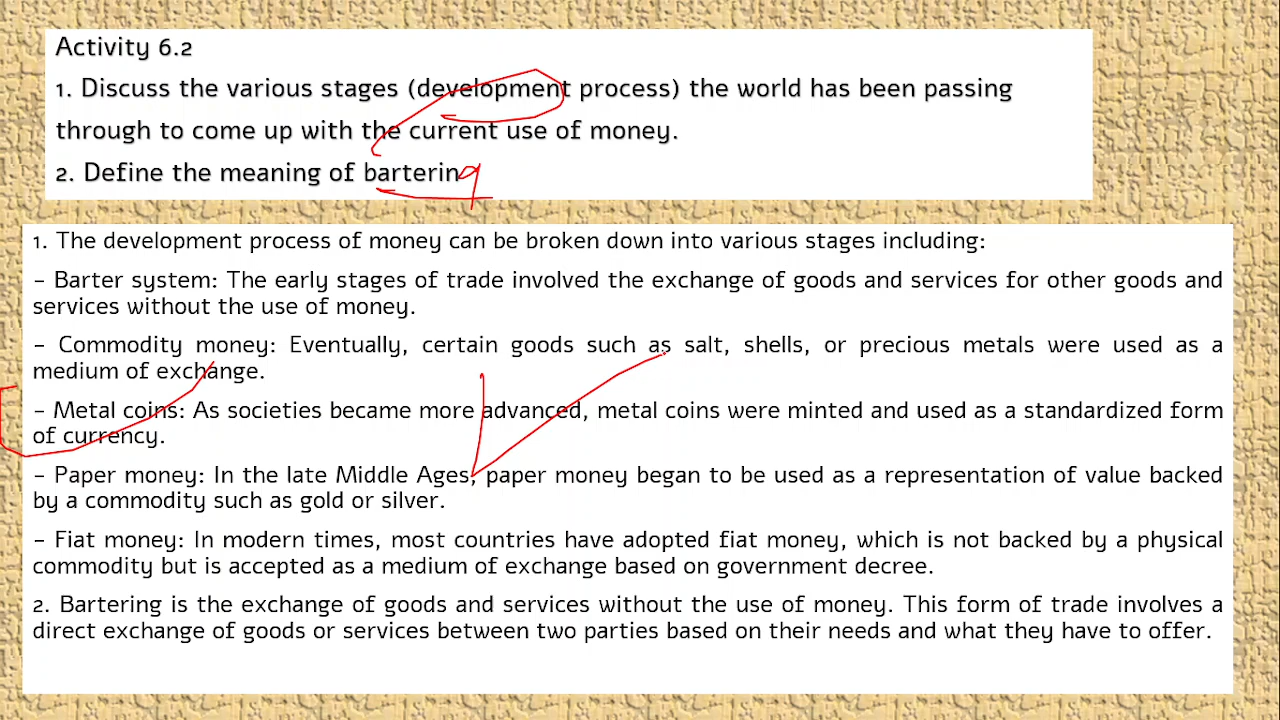 Activity 6.2
1. Discuss the various stages (development process) the world has been passing
through to come up with the current use of money.
2. Define the meaning of bartering
1. The development process of money can be broken down into various stages including:
– Barter system: The early stages of trade involved the exchange of goods and services for other goods and
services without the use of money.
– Commodity money: Eventually, certain goods such as salt, shells, or precious metals were used as a
medium of exchange.
– Metal coins: As societies became more advanced, metal coins were minted and used as a standardized form
of currency.
– Paper money: In the late Middle Ages, paper money began to be used as a representation of value backed
by a commodity such as gold or silver.
– Fiat money: In modern times, most countries have adopted fiat money, which is not backed by a physical
commodity but is accepted as a medium of exchange based on government decree.
2. Bartering is the exchange of goods and services without the use of money. This form of trade involves a
direct exchange of goods or services between two parties based on their needs and what they have to offer.